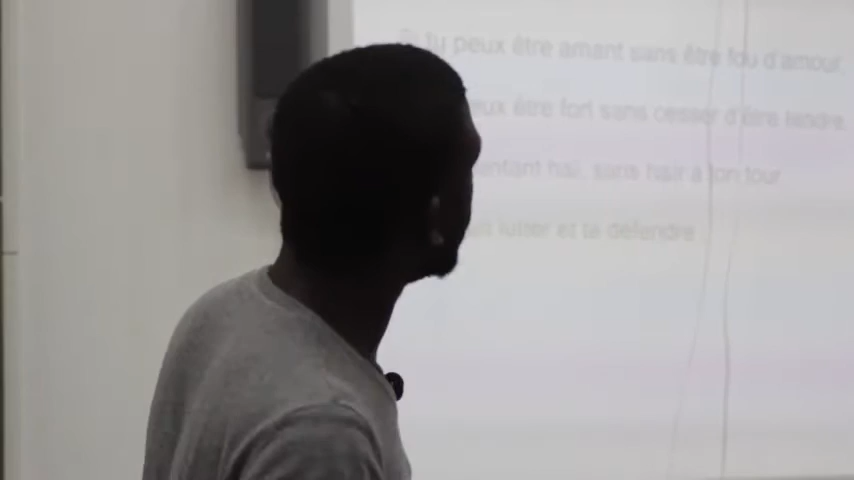 Tu peux être amant sans être fou d'amour,
peux être fort sans cesser d'être tendre
haï, sans haïr à ton tour
lutter et te défendre